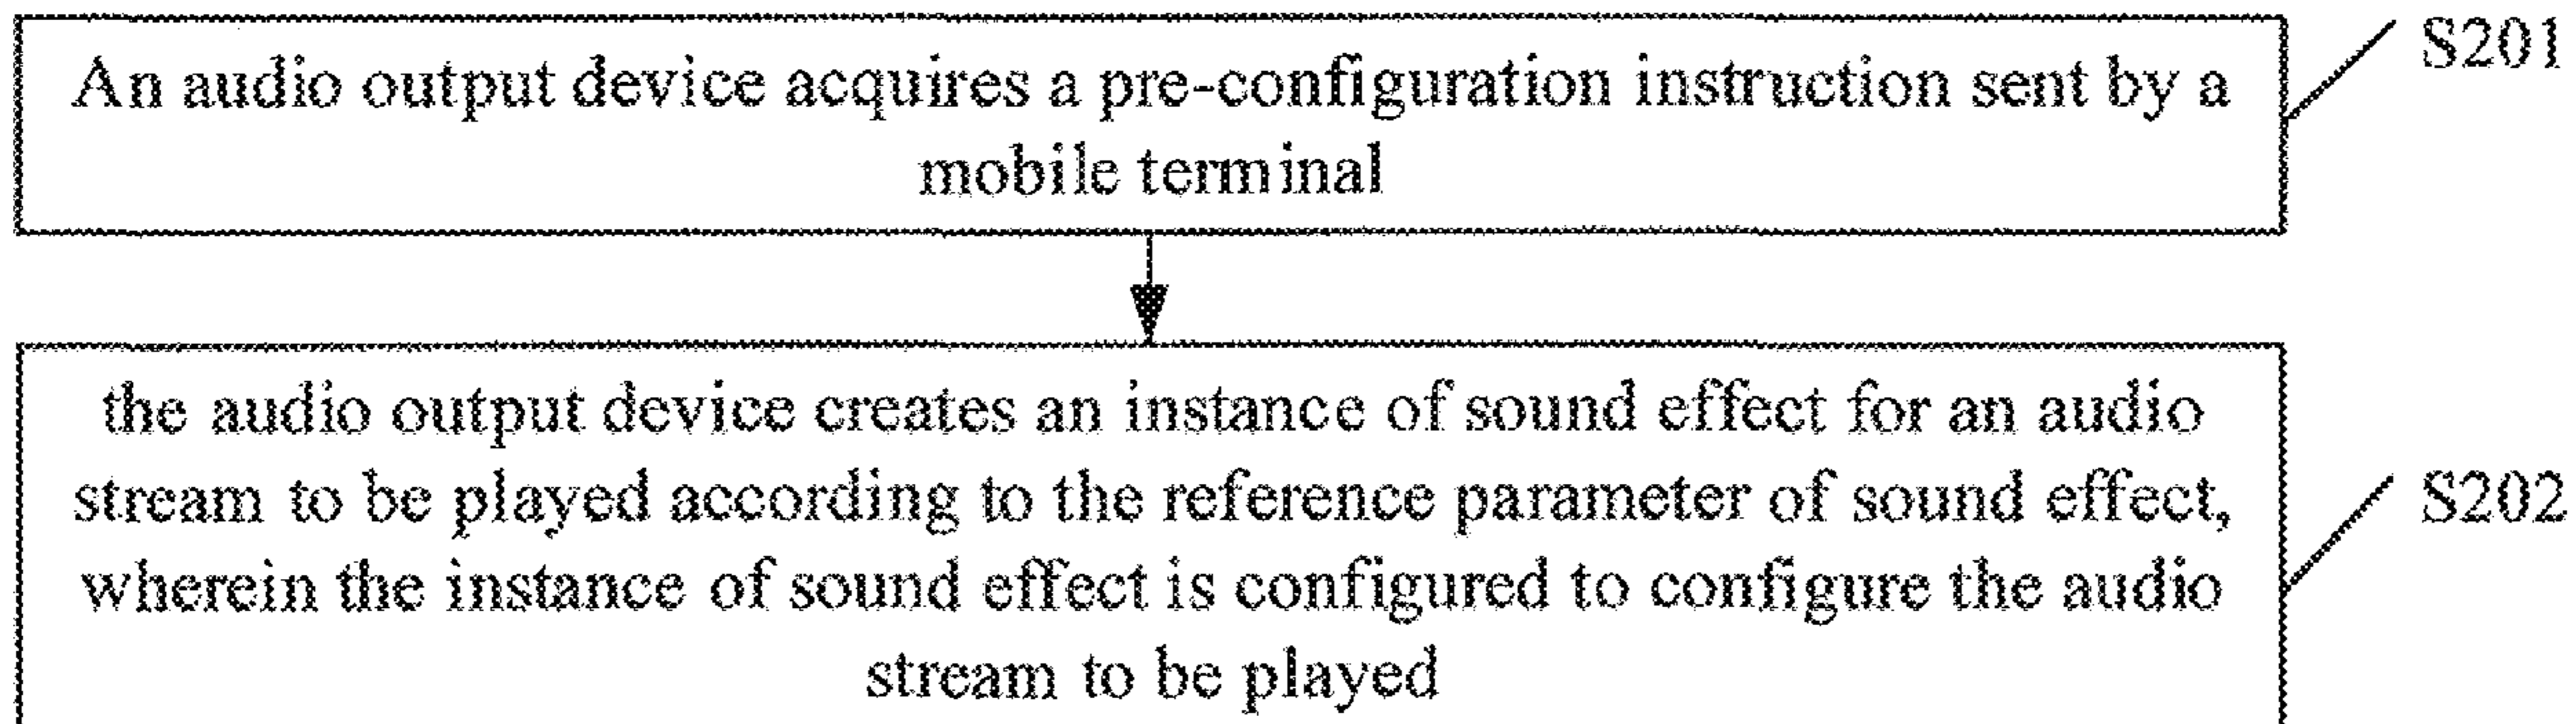 An audio output device acquires a pre-configuration instruction sent by a
mobile terminal
S201
the audio output device creates an instance of sound effect for an audio
stream to be played according to the reference parameter of sound effect,
wherein the instance of sound effect is configured to configure the audio
stream to be played
S202